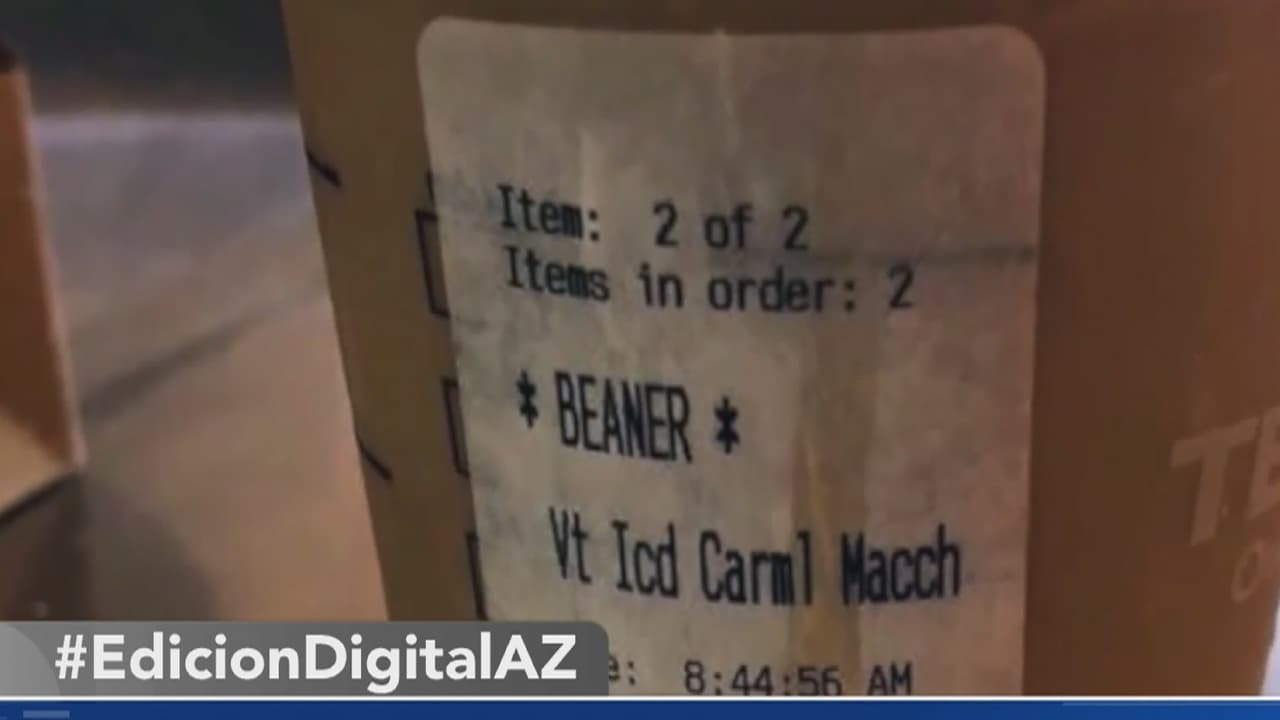 Item: 2 of 2
Items in order: 2
* BEANER *
Vt Icd Carml Macch
8:44:56 AM
#EdicionDigitalAZ